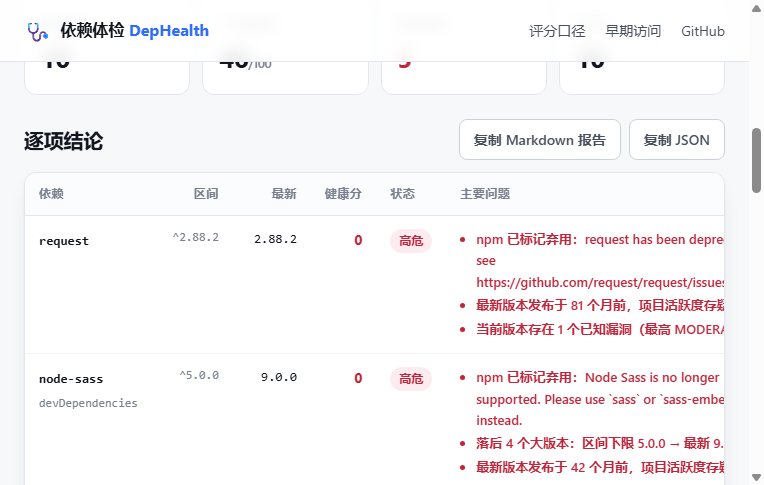 依赖体检 DepHealth
评分口径 早期访问 GitHub
/100
逐项结论
复制 Markdown 报告 复制 JSON
依赖 区间 最新 健康分 状态 主要问题
request ^2.88.2 2.88.2 0 高危
npm 已标记弃用：request has been depre
see
https://github.com/request/request/issues
最新版本发布于 81 个月前，项目活跃度存疑
当前版本存在 1 个已知漏洞（最高 MODERA
node-sass ^5.0.0 9.0.0 0 高危
devDependencies
npm 已标记弃用：Node Sass is no longer
supported. Please use `sass` or `sass-embe
instead.
落后 4 个大版本：区间下限 5.0.0 → 最新 9.
最新版本发布于 42 个月前，项目活跃度存疑